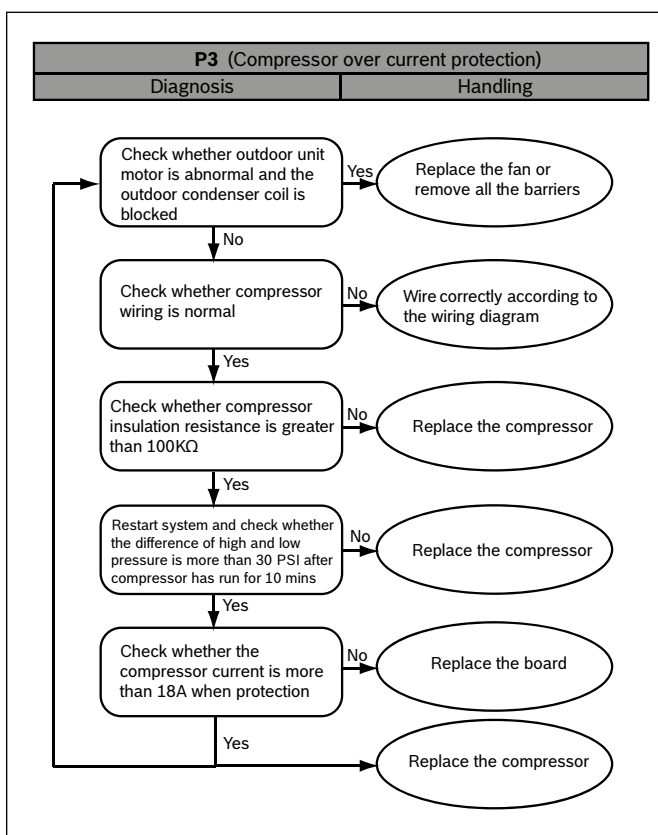 P3 (Compressor over current protection)
Diagnosis
Handling
Check whether outdoor unit
motor is abnormal and the
outdoor condenser coil is
blocked
Yes
Replace the fan or
remove all the barriers
No
Check whether compressor
wiring is normal
No
Wire correctly according to
the wiring diagram
Yes
Check whether compressor
insulation resistance is greater
than 100KΩ
No
Replace the compressor
Yes
Restart system and check whether
the difference of high and low
pressure is more than 30 PSI after
compressor has run for 10 mins
No
Replace the compressor
Yes
Check whether the
compressor current is more
than 18A when protection
No
Replace the board
Yes
Replace the compressor